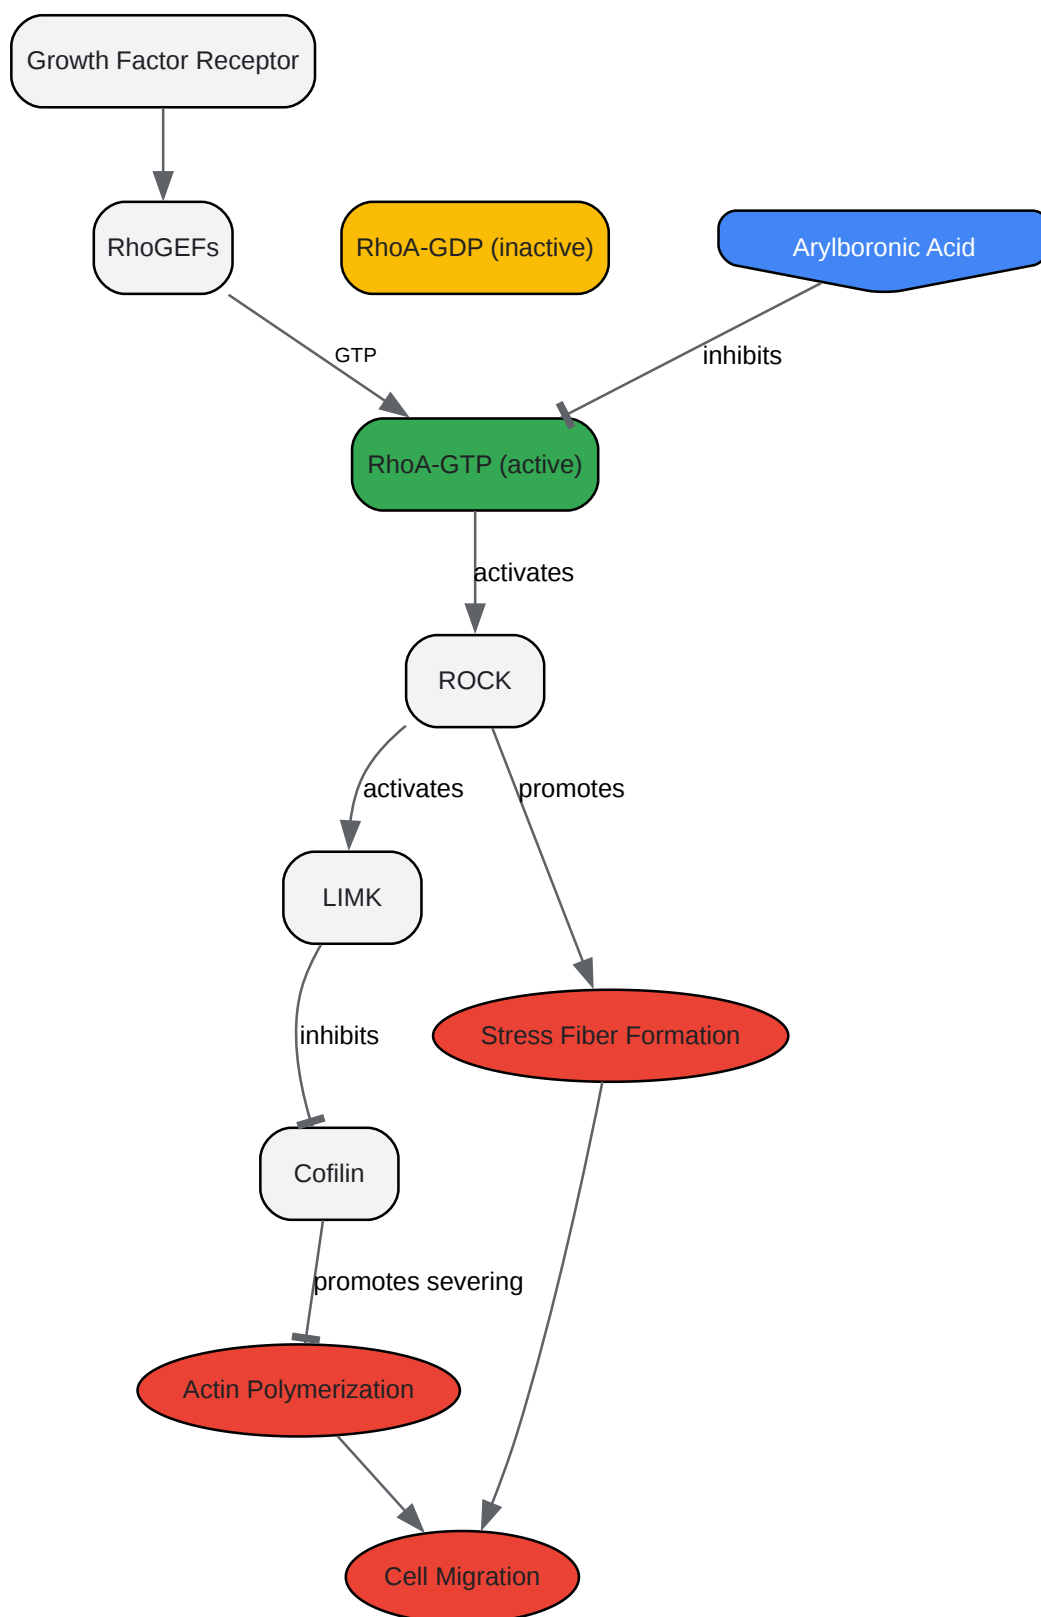 Growth Factor Receptor
RhoGEFs
RhoA-GDP (inactive)
Arylboronic Acid
GTP
inhibits
RhoA-GTP (active)
activates
ROCK
activates
promotes
LIMK
inhibits
Stress Fiber Formation
Cofilin
promotes severing
Actin Polymerization
Cell Migration